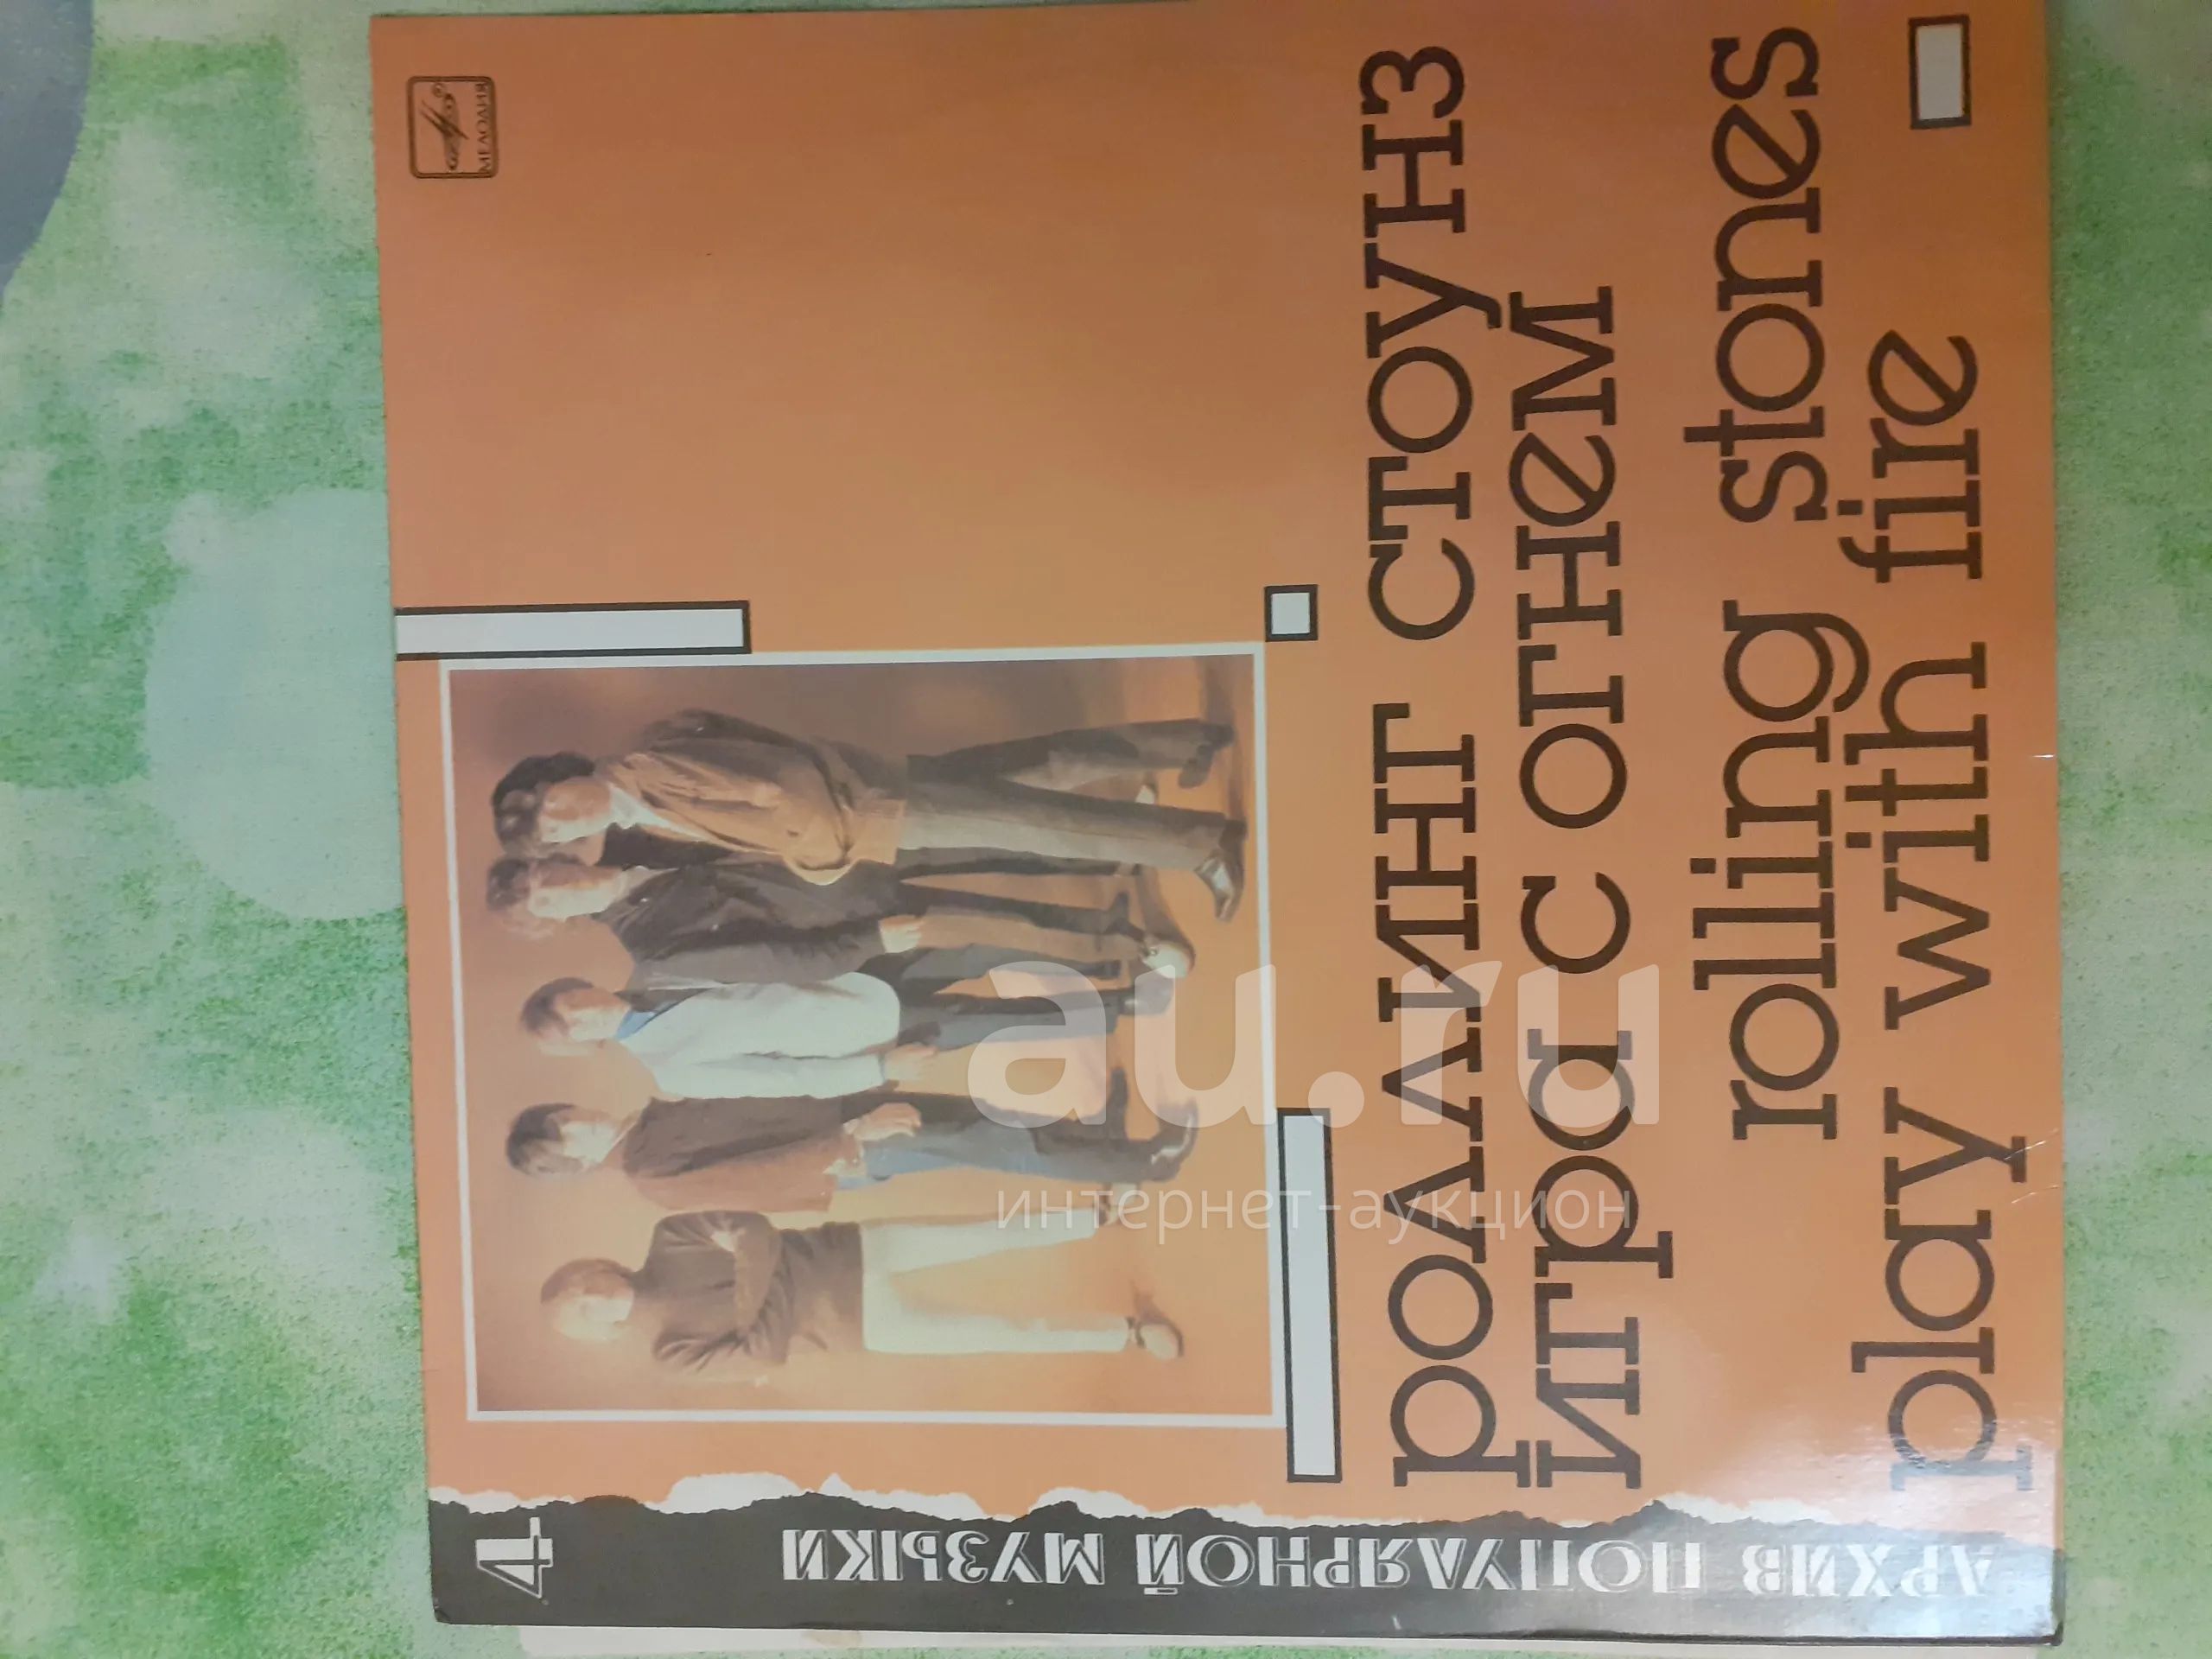 МЕЛОДИЯ
роллинг стоунз
игра с огнем
rolling stones
play with fire
4
АРХИВ ПОПУЛЯРНОЙ МУЗЫКИ
au.ru
интернет-аукцион